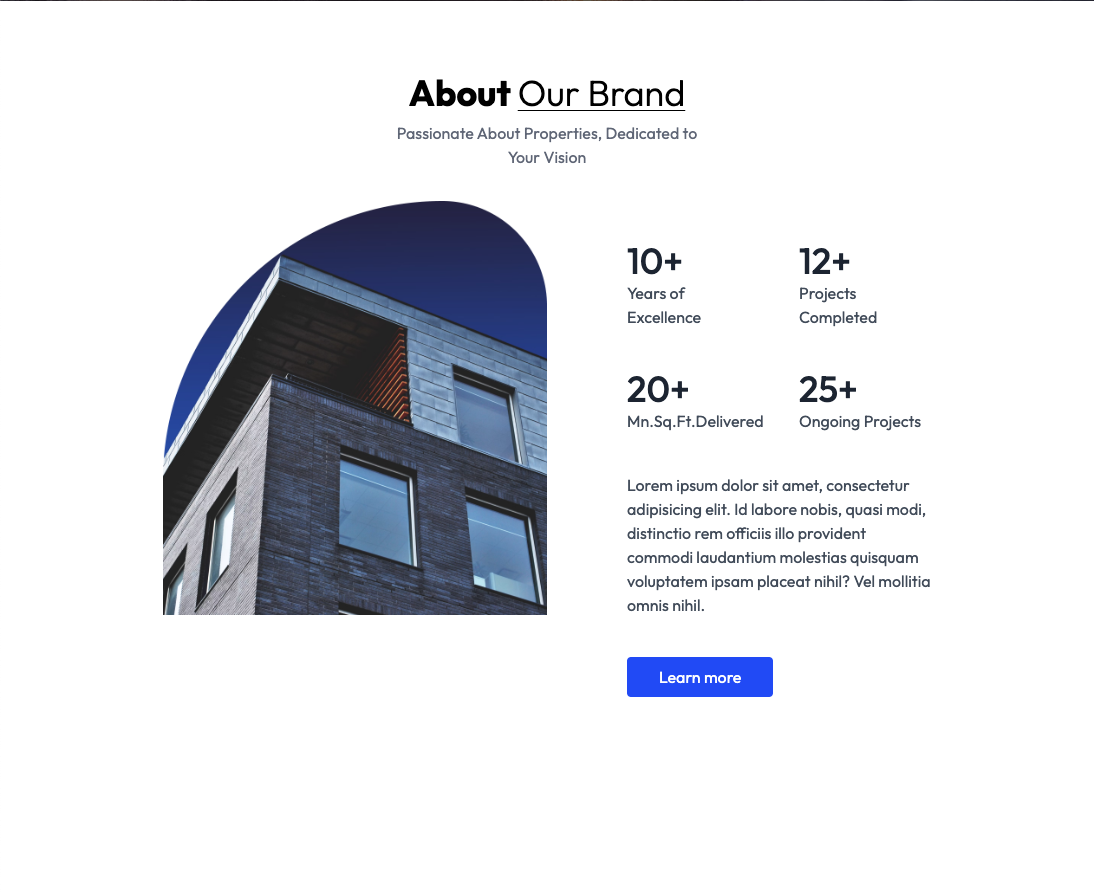 About Our Brand
Passionate About Properties, Dedicated to
Your Vision
10+
Years of
Excellence
12+
Projects
Completed
20+
Mn.Sq.Ft.Delivered
25+
Ongoing Projects
Lorem ipsum dolor sit amet, consectetur
adipisicing elit. Id labore nobis, quasi modi,
distinctio rem officiis illo provident
commodi laudantium molestias quisquam
voluptatem ipsam placeat nihil? Vel mollitia
omnis nihil.
Learn more